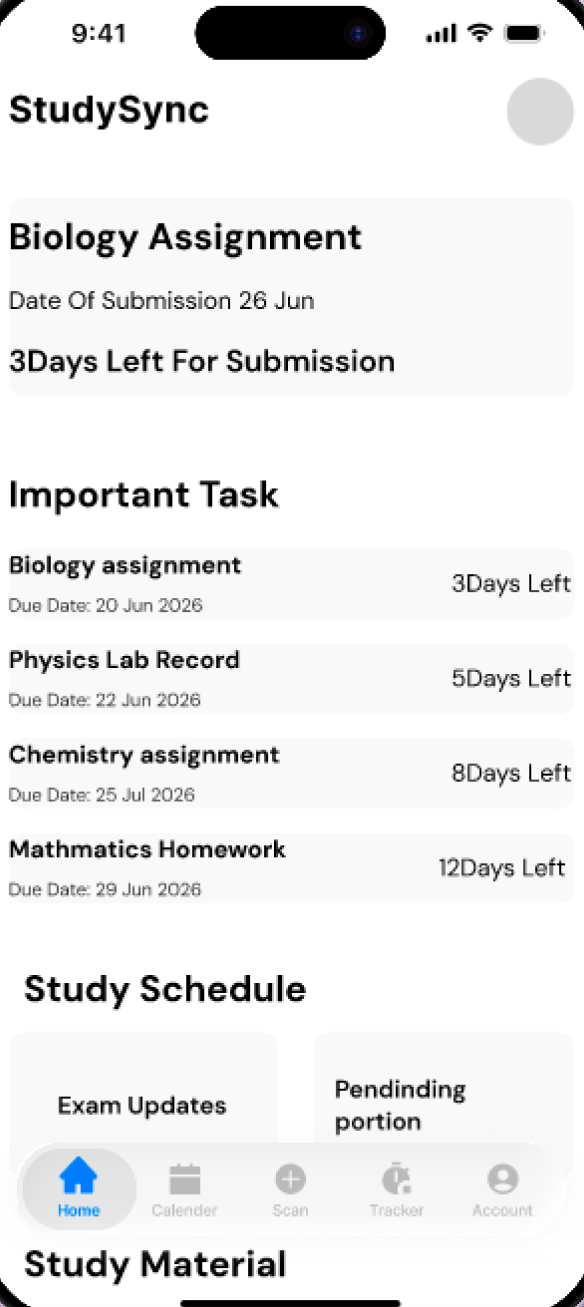 9:41
StudySync
Biology Assignment
Date Of Submission 26 Jun
3Days Left For Submission
Important Task
Biology assignment
Due Date: 20 Jun 2026
3Days Left
Physics Lab Record
Due Date: 22 Jun 2026
5Days Left
Chemistry assignment
Due Date: 25 Jul 2026
8Days Left
Mathmatics Homework
Due Date: 29 Jun 2026
12Days Left
Study Schedule
Exam Updates
Pendinding
portion
Home
Calender
Scan
Tracker
Account
Study Material